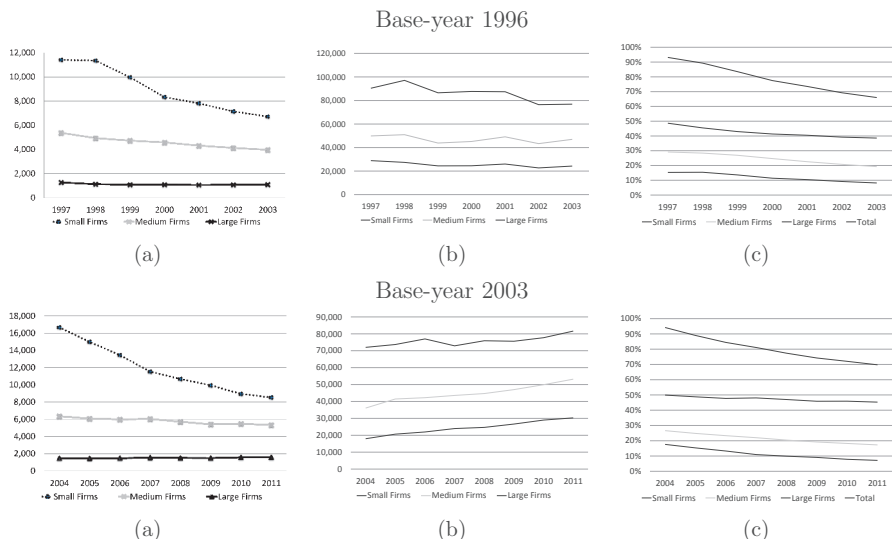 Base-year 1996
12,000
10,000
8,000
6,000
4,000
2,000
0
1997 1998 1999 2000 2001 2002 2003
Small Firms Medium Firms Large Firms
(a)
120,000
100,000
80,000
60,000
40,000
20,000
0
1997 1998 1999 2000 2001 2002 2003
Small Firms Medium Firms Large Firms
(b)
100%
90%
80%
70%
60%
50%
40%
30%
20%
10%
0%
1997 1998 1999 2000 2001 2002 2003
Small Firms Medium Firms Large Firms Total
(c)
Base-year 2003
18,000
16,000
14,000
12,000
10,000
8,000
6,000
4,000
2,000
0
2004 2005 2006 2007 2008 2009 2010 2011
Small Firms Medium Firms Large Firms
(a)
90,000
80,000
70,000
60,000
50,000
40,000
30,000
20,000
10,000
0
2004 2005 2006 2007 2008 2009 2010 2011
Small Firms Medium Firms Large Firms
(b)
100%
90%
80%
70%
60%
50%
40%
30%
20%
10%
0%
2004 2005 2006 2007 2008 2009 2010 2011
Small Firms Medium Firms Large Firms Total
(c)